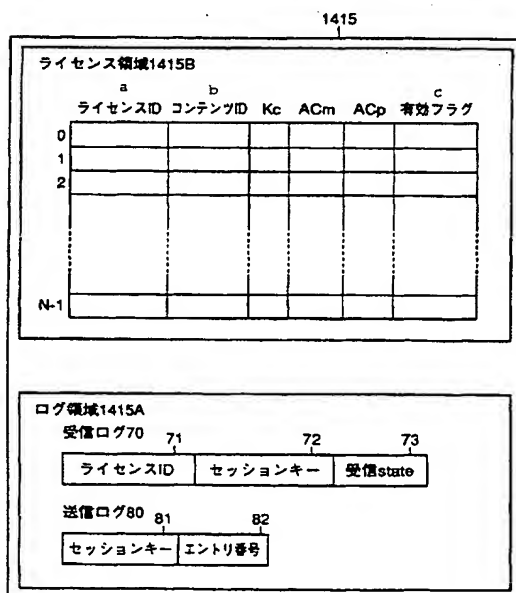 1415
ライセンス領域1415B
a b c
ライセンスID コンテンツID Kc ACm ACp 有効フラグ
0
1
2
N-1
ログ領域1415A
受信ログ70
71 72 73
ライセンスID セッションキー 受信state
送信ログ80
81 82
セッションキー エントリ番号